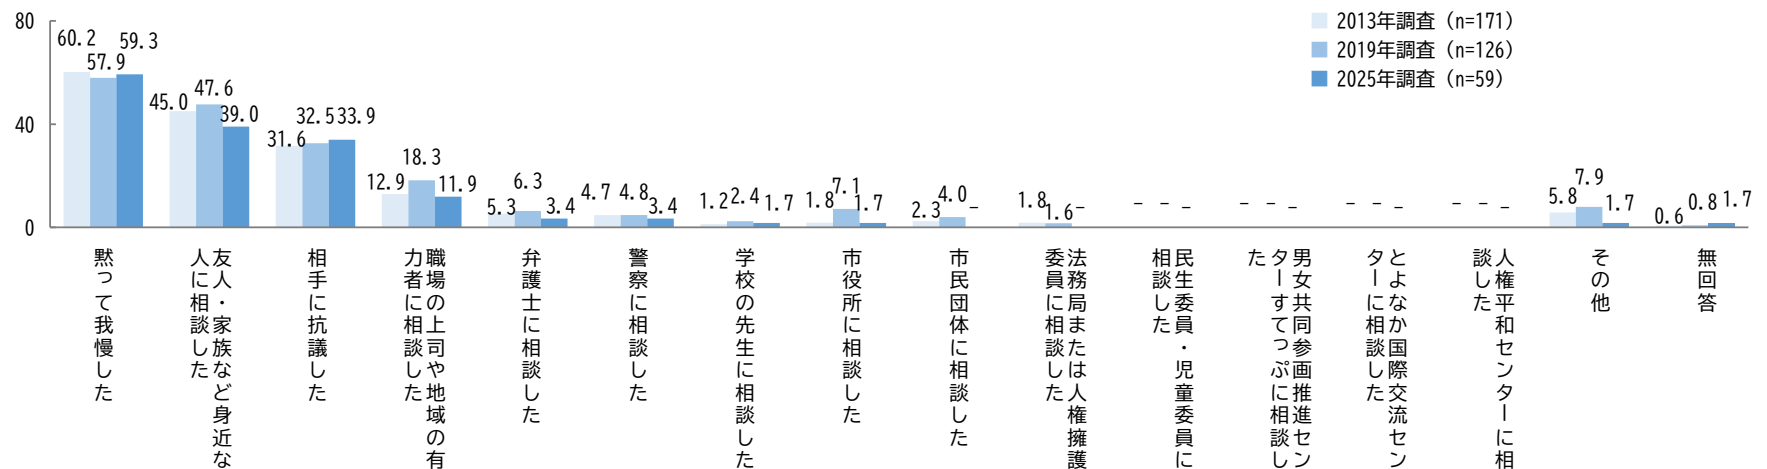 80
40
0
2013年調査（n=171）
2019年調査（n=126）
2025年調査（n=59）
60.2
57.9
59.3
45.0
47.6
39.0
31.6
32.5
33.9
12.9
18.3
11.9
5.3
6.3
3.4
4.7
4.8
3.4
1.2
2.4
1.7
1.8
7.1
1.7
2.3
4.0
－
1.8
1.6
－
－
－
－
－
－
－
－
－
－
－
－
－
5.8
7.9
1.7
0.6
0.8
1.7
黙って我慢した
友人・家族など身近な
人に相談した
相手に抗議した
職場の上司や地域の有
力者に相談した
弁護士に相談した
警察に相談した
学校の先生に相談した
市役所に相談した
市民団体に相談した
法務局または人権擁護
委員に相談した
民生委員・児童委員に
相談した
男女共同参画推進セン
ターすてっぷに相談し
た
とよなか国際交流セン
ターに相談した
人権平和センターに相
談した
その他
無回答